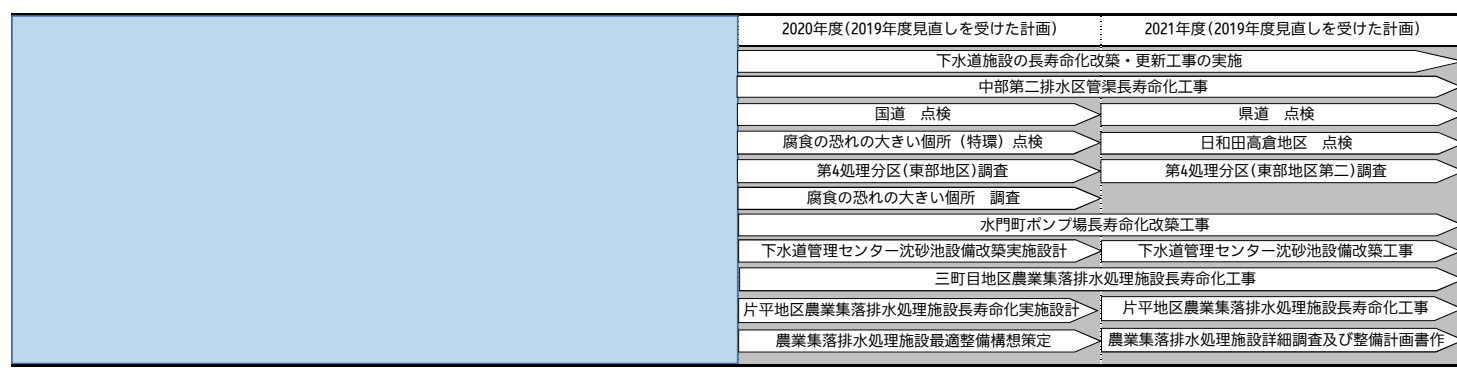 2020年度(2019年度見直しを受けた計画) 2021年度(2019年度見直しを受けた計画)
下水道施設の長寿命化改築・更新工事の実施
中部第二排水区管渠長寿命化工事
国道　点検 県道　点検
腐食の恐れの大きい個所（特環）点検 日和田高倉地区　点検
第4処理分区(東部地区)調査 第4処理分区(東部地区第二)調査
腐食の恐れの大きい個所　調査
水門町ポンプ場長寿命化改築工事
下水道管理センター沈砂池設備改築実施設計 下水道管理センター沈砂池設備改築工事
三町目地区農業集落排水処理施設長寿命化工事
片平地区農業集落排水処理施設長寿命化実施設計 片平地区農業集落排水処理施設長寿命化工事
農業集落排水処理施設最適整備構想策定 農業集落排水処理施設詳細調査及び整備計画書作